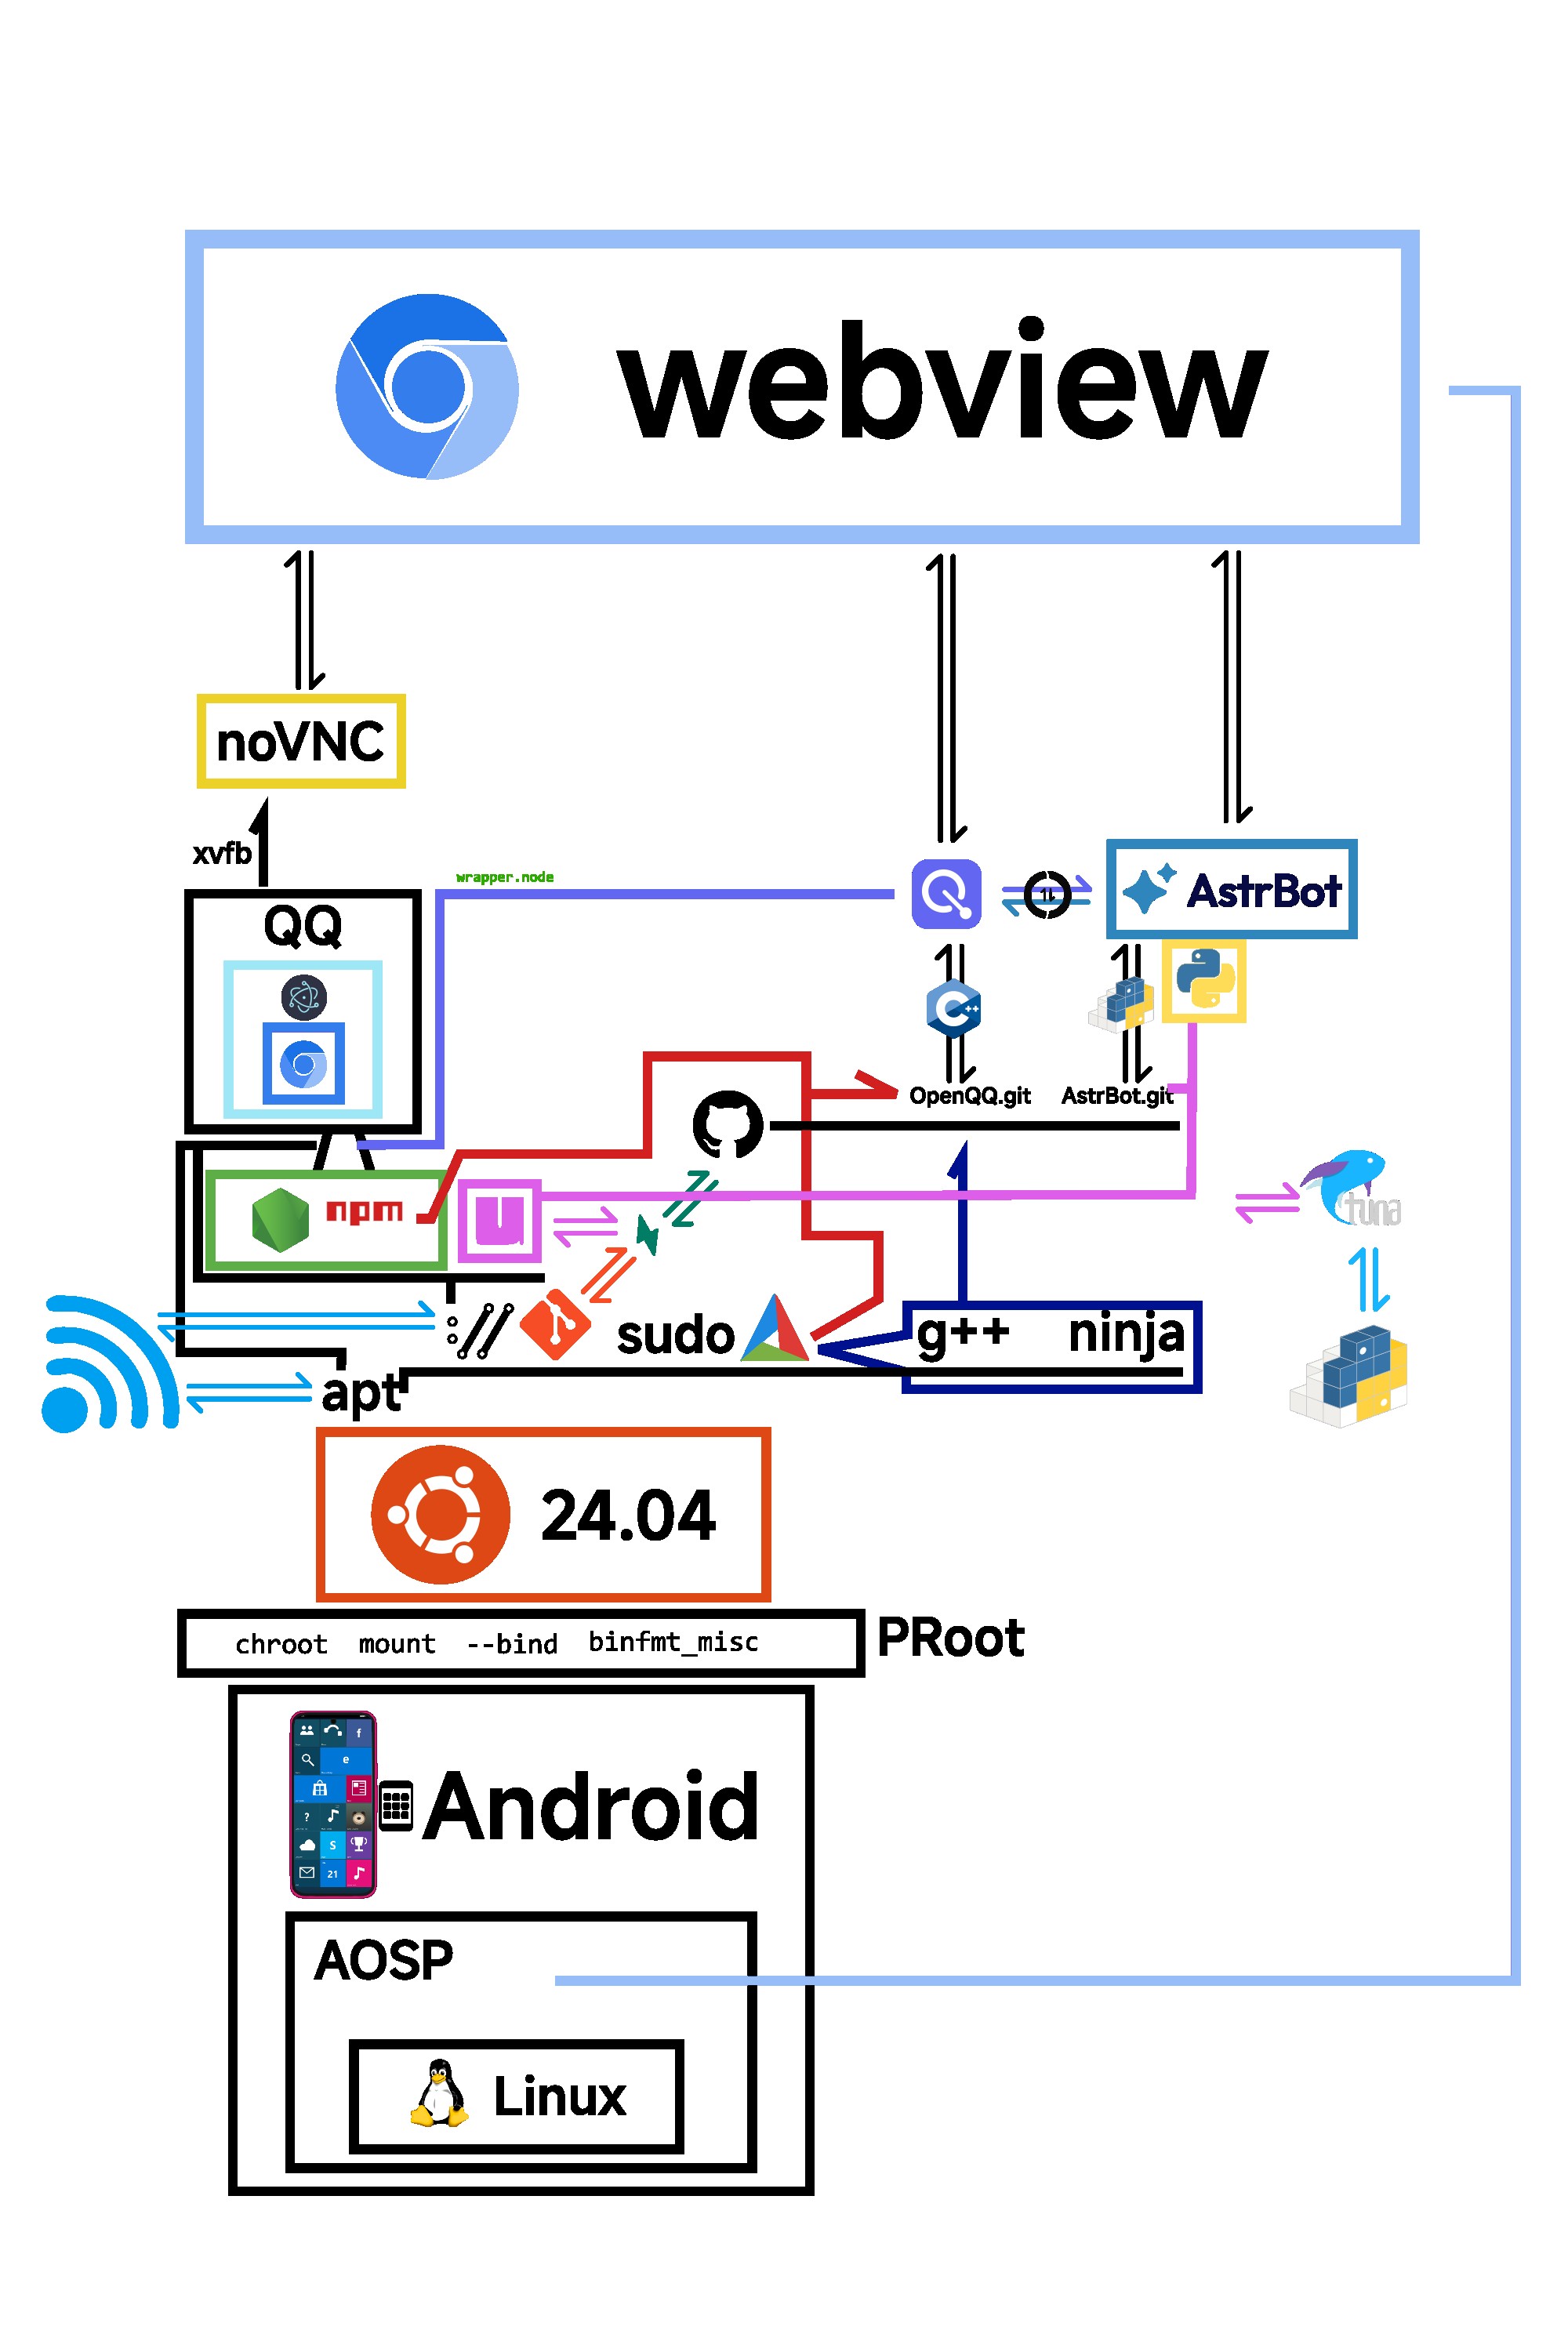 webview
noVNC
xvfb
wrapper.node
QQ
AstrBot
C++
OpenQQ.git
AstrBot.git
npm
u
tuna
://
sudo
g++
ninja
apt
24.04
chroot mount --bind binfmt_misc
PRoot
Android
AOSP
Linux